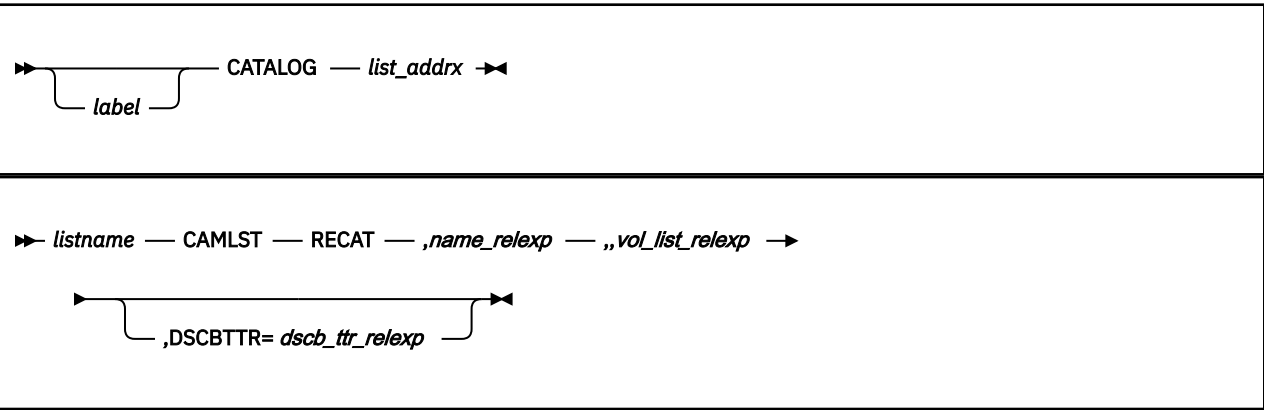 CATALOG list_addrx
label
listname CAMLST RECAT ,name_relexp ,,vol_list_relexp
,DSCBTTR= dscb_ttr_relexp